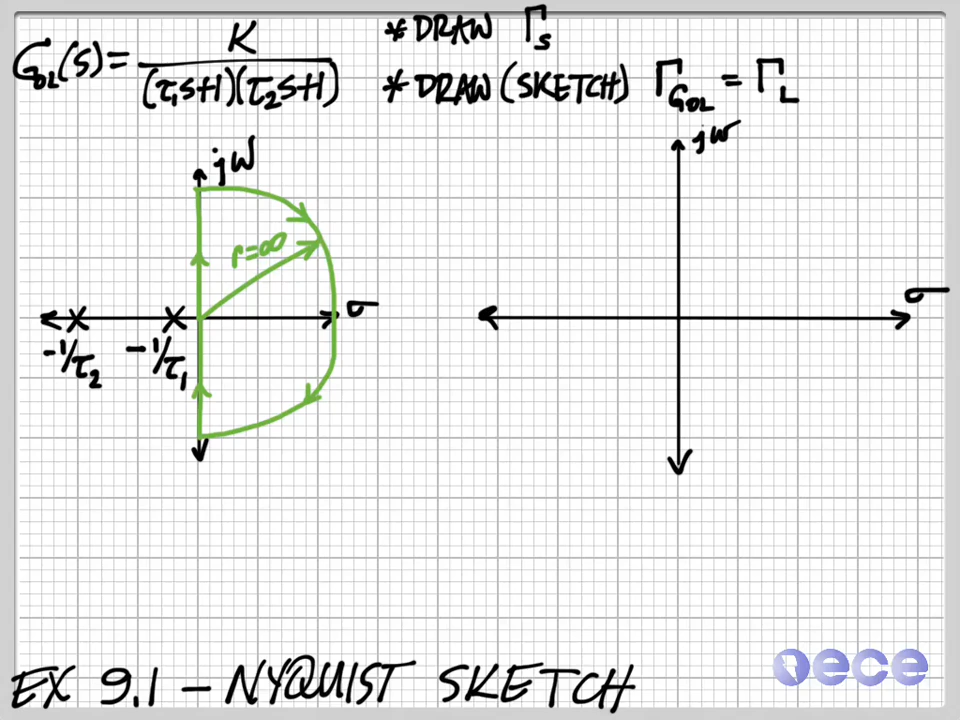 G_OL(s) = K / ((τ₁s+1)(τ₂s+1))
* DRAW Γ_s
* DRAW (SKETCH) Γ_G_OL = Γ_L
jω
jω
r=∞
σ
σ
-1/τ₂
-1/τ₁
EX 9.1 - NYQUIST SKETCH
ece